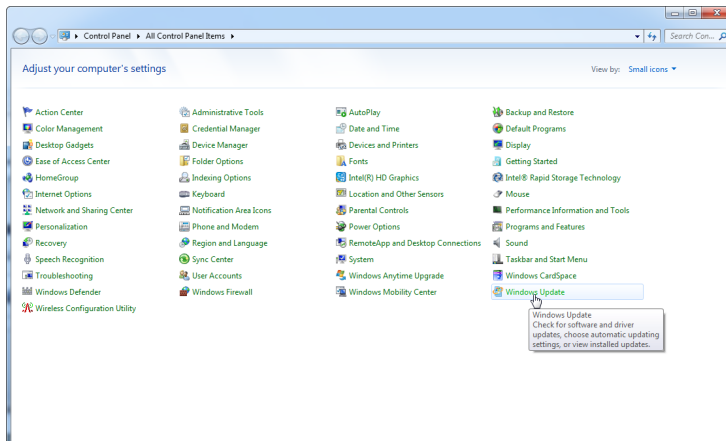 Control Panel ▸ All Control Panel Items ▸
Search Con...
Adjust your computer's settings
View by: Small icons
Action Center
Administrative Tools
AutoPlay
Backup and Restore
Color Management
Credential Manager
Date and Time
Default Programs
Desktop Gadgets
Device Manager
Devices and Printers
Display
Ease of Access Center
Folder Options
Fonts
Getting Started
HomeGroup
Indexing Options
Intel(R) HD Graphics
Intel® Rapid Storage Technology
Internet Options
Keyboard
Location and Other Sensors
Mouse
Network and Sharing Center
Notification Area Icons
Parental Controls
Performance Information and Tools
Personalization
Phone and Modem
Power Options
Programs and Features
Recovery
Region and Language
RemoteApp and Desktop Connections
Sound
Speech Recognition
Sync Center
System
Taskbar and Start Menu
Troubleshooting
User Accounts
Windows Anytime Upgrade
Windows CardSpace
Windows Defender
Windows Firewall
Windows Mobility Center
Windows Update
Wireless Configuration Utility
Windows Update
Check for software and driver
updates, choose automatic updating
settings, or view installed updates.